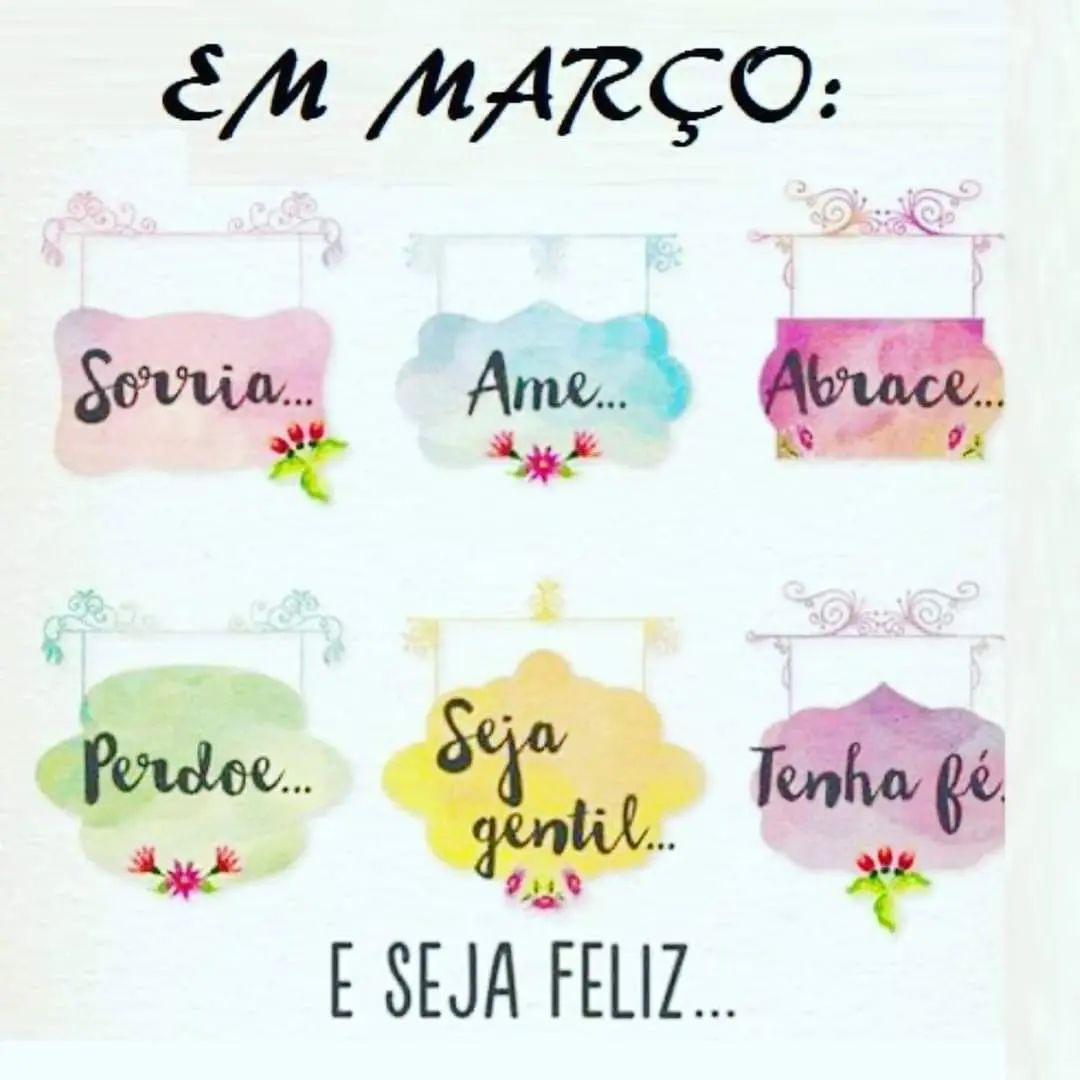 EM MARÇO:
Sorria...
Ame...
Abrace...
Perdoe...
Seja
gentil...
Tenha fé.
E SEJA FELIZ...